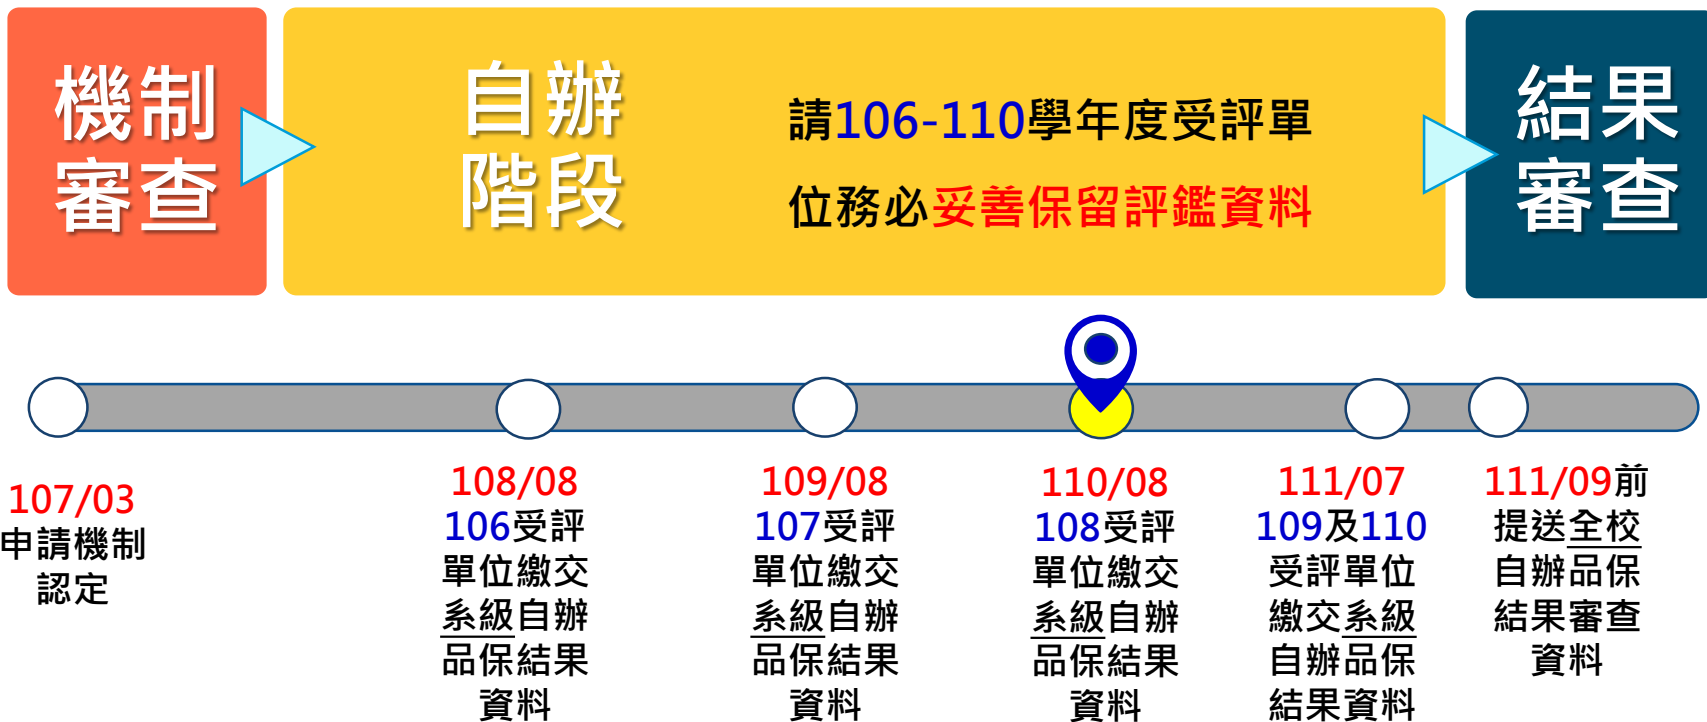 機制
審查
自辦
階段
請106-110學年度受評單
位務必妥善保留評鑑資料
結果
審查
107/03
申請機制
認定
108/08
106受評
單位繳交
系級自辦
品保結果
資料
109/08
107受評
單位繳交
系級自辦
品保結果
資料
110/08
108受評
單位繳交
系級自辦
品保結果
資料
111/07
109及110
受評單位
繳交系級
自辦品保
結果資料
111/09前
提送全校
自辦品保
結果審查
資料